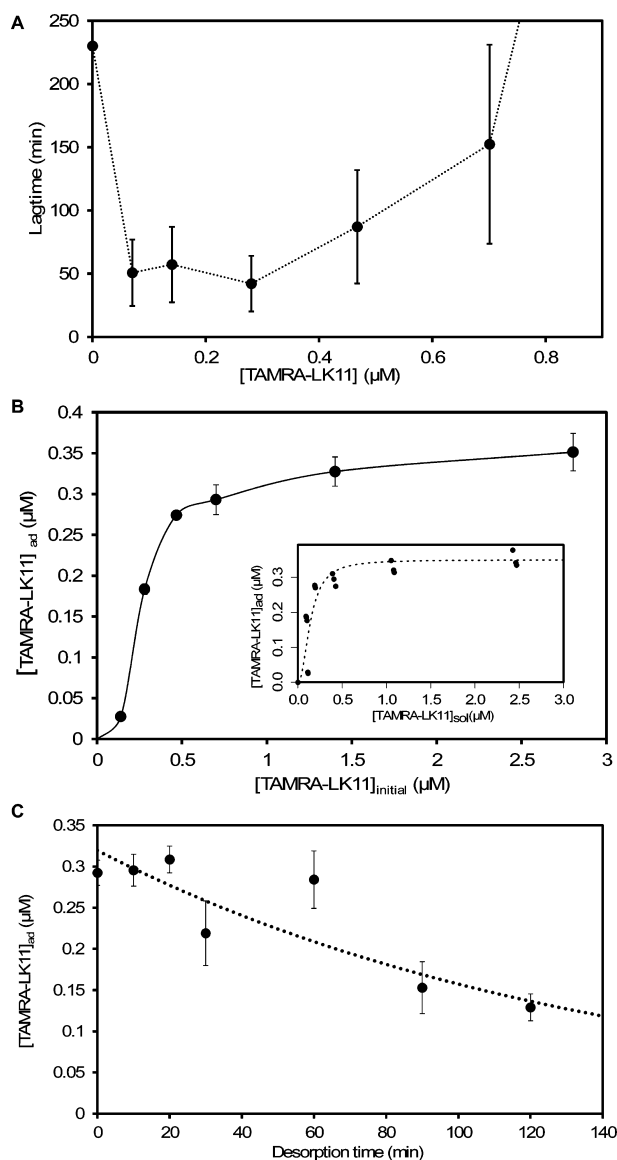 A
250
200
150
100
50
0
Lagtime (min)
0 0.2 0.4 0.6 0.8
[TAMRA-LK11] (µM)
B
0.4
0.35
0.3
0.25
0.2
0.15
0.1
0.05
0
[TAMRA-LK11] ad (µM)
0 0.5 1 1.5 2 2.5 3
[TAMRA-LK11]initial (µM)
0.3
0.2
0.1
0.0
[TAMRA-LK11]ad (µM)
0.0 0.5 1.0 1.5 2.0 2.5 3.0
[TAMRA-LK11]sol(µM)
C
0.35
0.3
0.25
0.2
0.15
0.1
0.05
0
[TAMRA-LK11]ad (µM)
0 20 40 60 80 100 120 140
Desorption time (min)